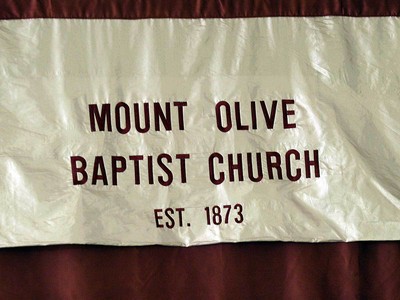 MOUNT OLIVE
BAPTIST CHURCH
EST. 1873